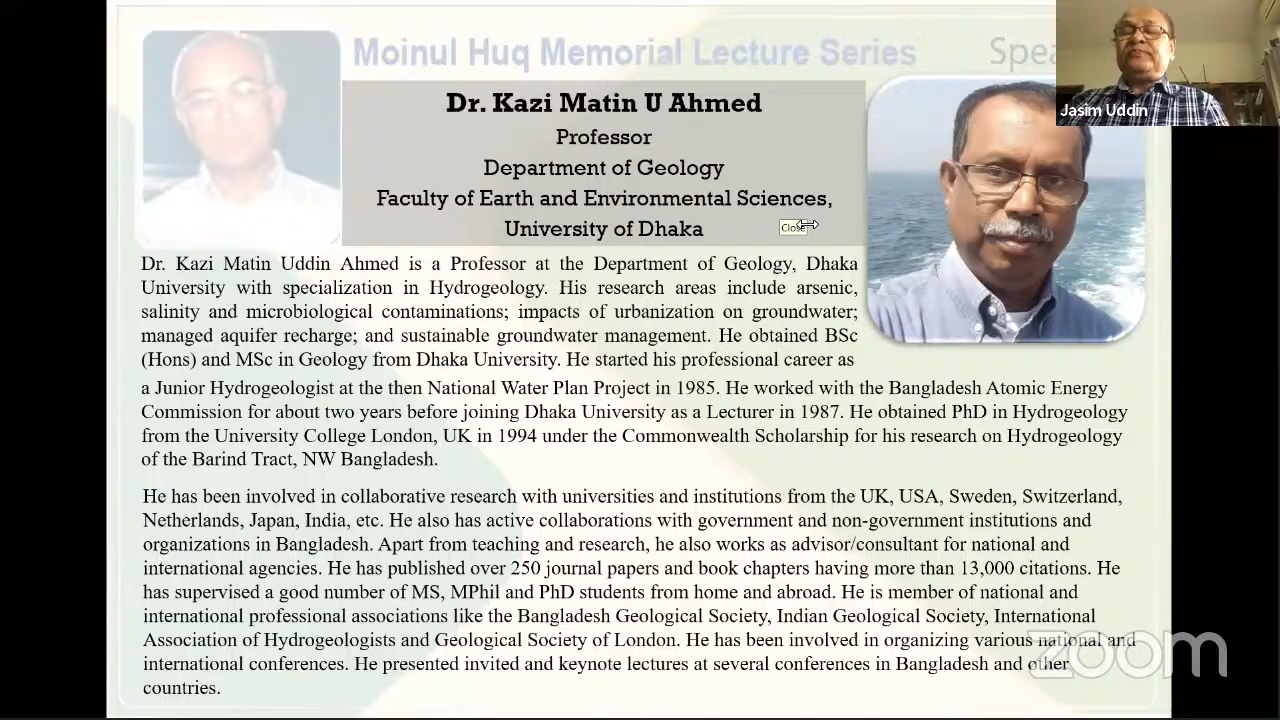 Moinul Huq Memorial Lecture Series
Jasim Uddin
Dr. Kazi Matin U Ahmed
Professor
Department of Geology
Faculty of Earth and Environmental Sciences,
University of Dhaka
Close
Dr. Kazi Matin Uddin Ahmed is a Professor at the Department of Geology, Dhaka
University with specialization in Hydrogeology. His research areas include arsenic,
salinity and microbiological contaminations; impacts of urbanization on groundwater;
managed aquifer recharge; and sustainable groundwater management. He obtained BSc
(Hons) and MSc in Geology from Dhaka University. He started his professional career as
a Junior Hydrogeologist at the then National Water Plan Project in 1985. He worked with the Bangladesh Atomic Energy
Commission for about two years before joining Dhaka University as a Lecturer in 1987. He obtained PhD in Hydrogeology
from the University College London, UK in 1994 under the Commonwealth Scholarship for his research on Hydrogeology
of the Barind Tract, NW Bangladesh.
He has been involved in collaborative research with universities and institutions from the UK, USA, Sweden, Switzerland,
Netherlands, Japan, India, etc. He also has active collaborations with government and non-government institutions and
organizations in Bangladesh. Apart from teaching and research, he also works as advisor/consultant for national and
international agencies. He has published over 250 journal papers and book chapters having more than 13,000 citations. He
has supervised a good number of MS, MPhil and PhD students from home and abroad. He is member of national and
international professional associations like the Bangladesh Geological Society, Indian Geological Society, International
Association of Hydrogeologists and Geological Society of London. He has been involved in organizing various national and
international conferences. He presented invited and keynote lectures at several conferences in Bangladesh and other
countries.
zoom